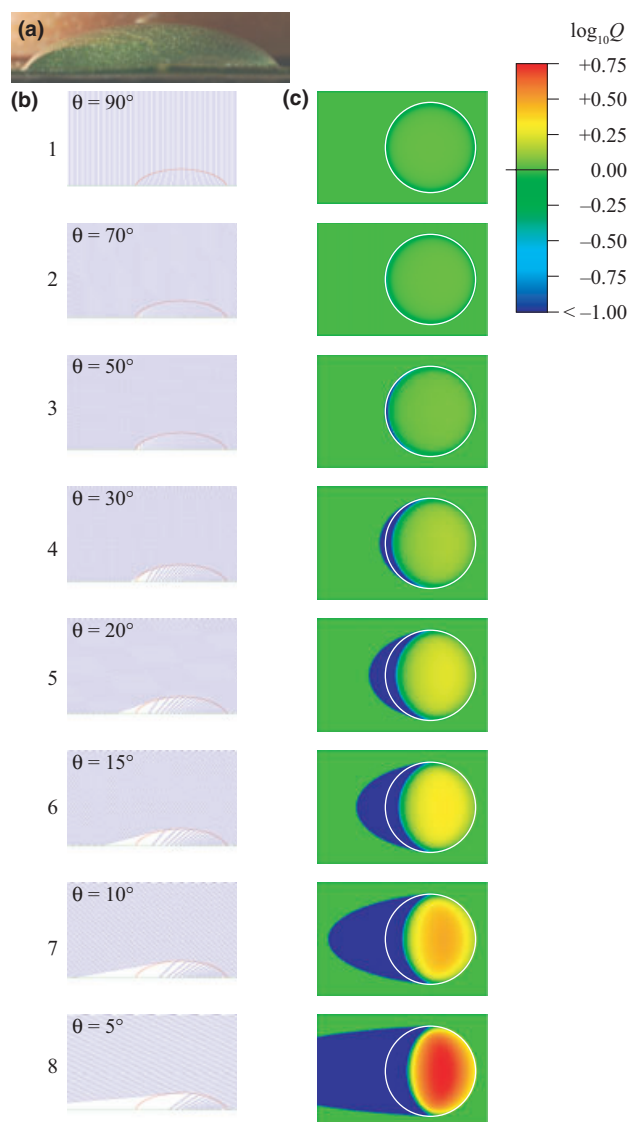 (a)
log₁₀Q
+0.75
+0.50
+0.25
0.00
−0.25
−0.50
−0.75
< −1.00
(b)
(c)
θ = 90°
1
θ = 70°
2
θ = 50°
3
θ = 30°
4
θ = 20°
5
θ = 15°
6
θ = 10°
7
θ = 5°
8